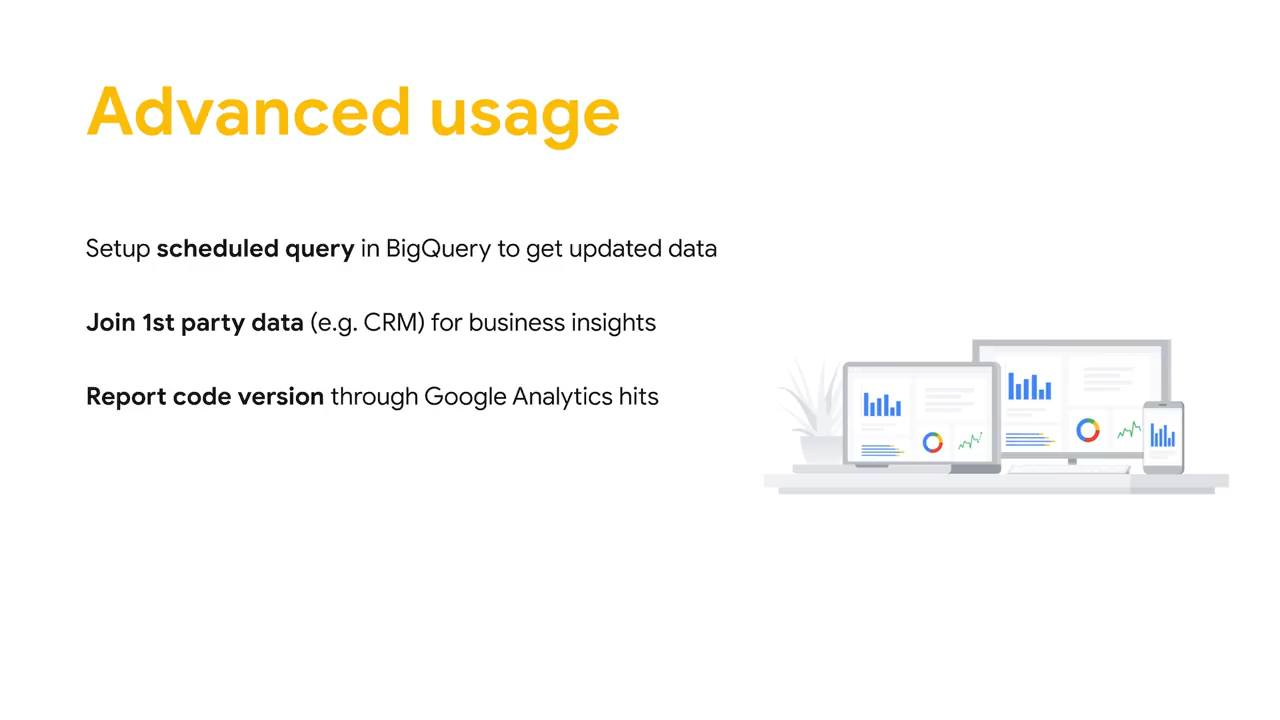 Advanced usage
Setup scheduled query in BigQuery to get updated data
Join 1st party data (e.g. CRM) for business insights
Report code version through Google Analytics hits